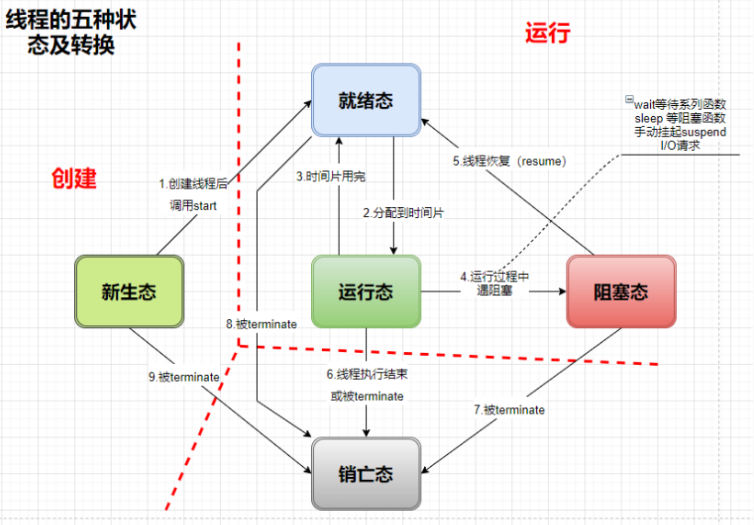 线程的五种状
态及转换
运行
就绪态
wait等待系列函数
sleep 等阻塞函数
手动挂起suspend
I/O请求
创建
1.创建线程后
调用start
3.时间片用完
5.线程恢复（resume）
2.分配到时间片
新生态
运行态
4.运行过程中
遇阻塞
阻塞态
8.被terminate
9.被terminate
6.线程执行结束
或被terminate
7.被terminate
销亡态